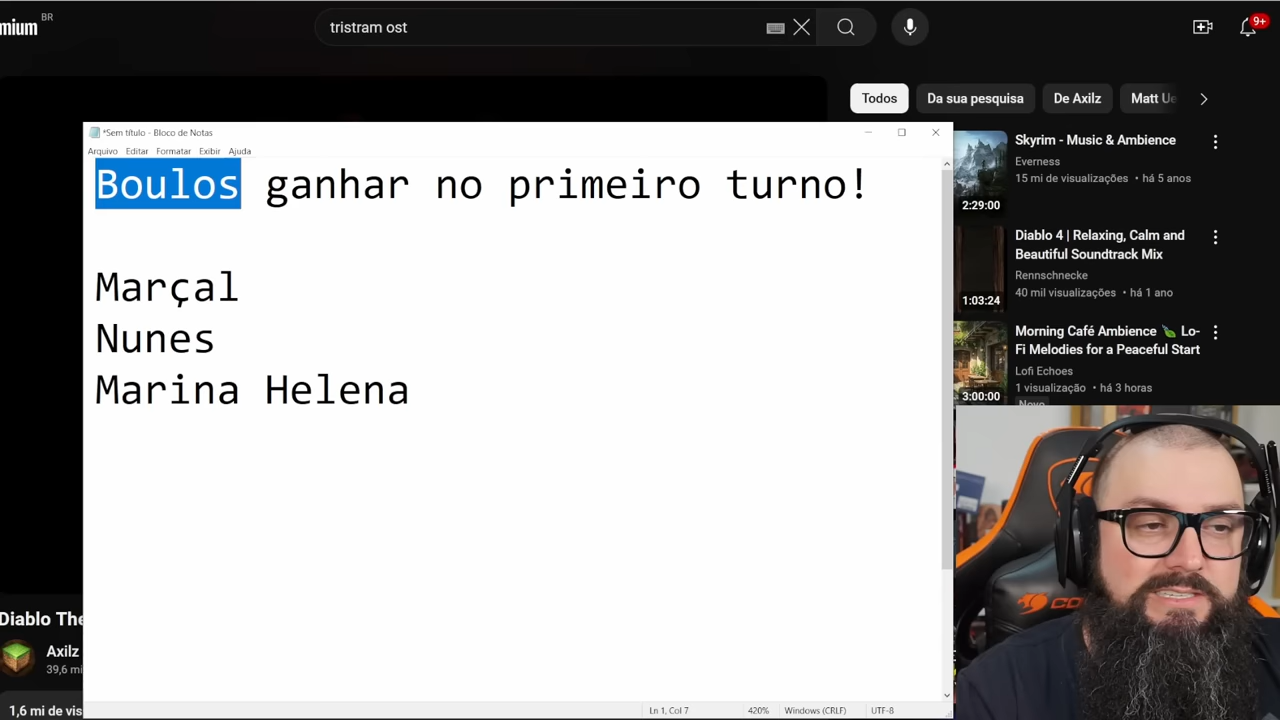 mium BR
tristram ost
9+
Todos
Da sua pesquisa
De Axilz
Matt Ue
*Sem título - Bloco de Notas
Arquivo Editar Formatar Exibir Ajuda
Boulos ganhar no primeiro turno!
Marçal
Nunes
Marina Helena
Ln 1, Col 7
420%
Windows (CRLF)
UTF-8
Skyrim - Music & Ambience
Everness
15 mi de visualizações • há 5 anos
2:29:00
Diablo 4 | Relaxing, Calm and
Beautiful Soundtrack Mix
Rennschnecke
40 mil visualizações • há 1 ano
1:03:24
Morning Café Ambience 🍃 Lo-
Fi Melodies for a Peaceful Start
Lofi Echoes
1 visualização • há 3 horas
Novo
3:00:00
Diablo The
Axilz
39,6 mi
1,6 mi de vis